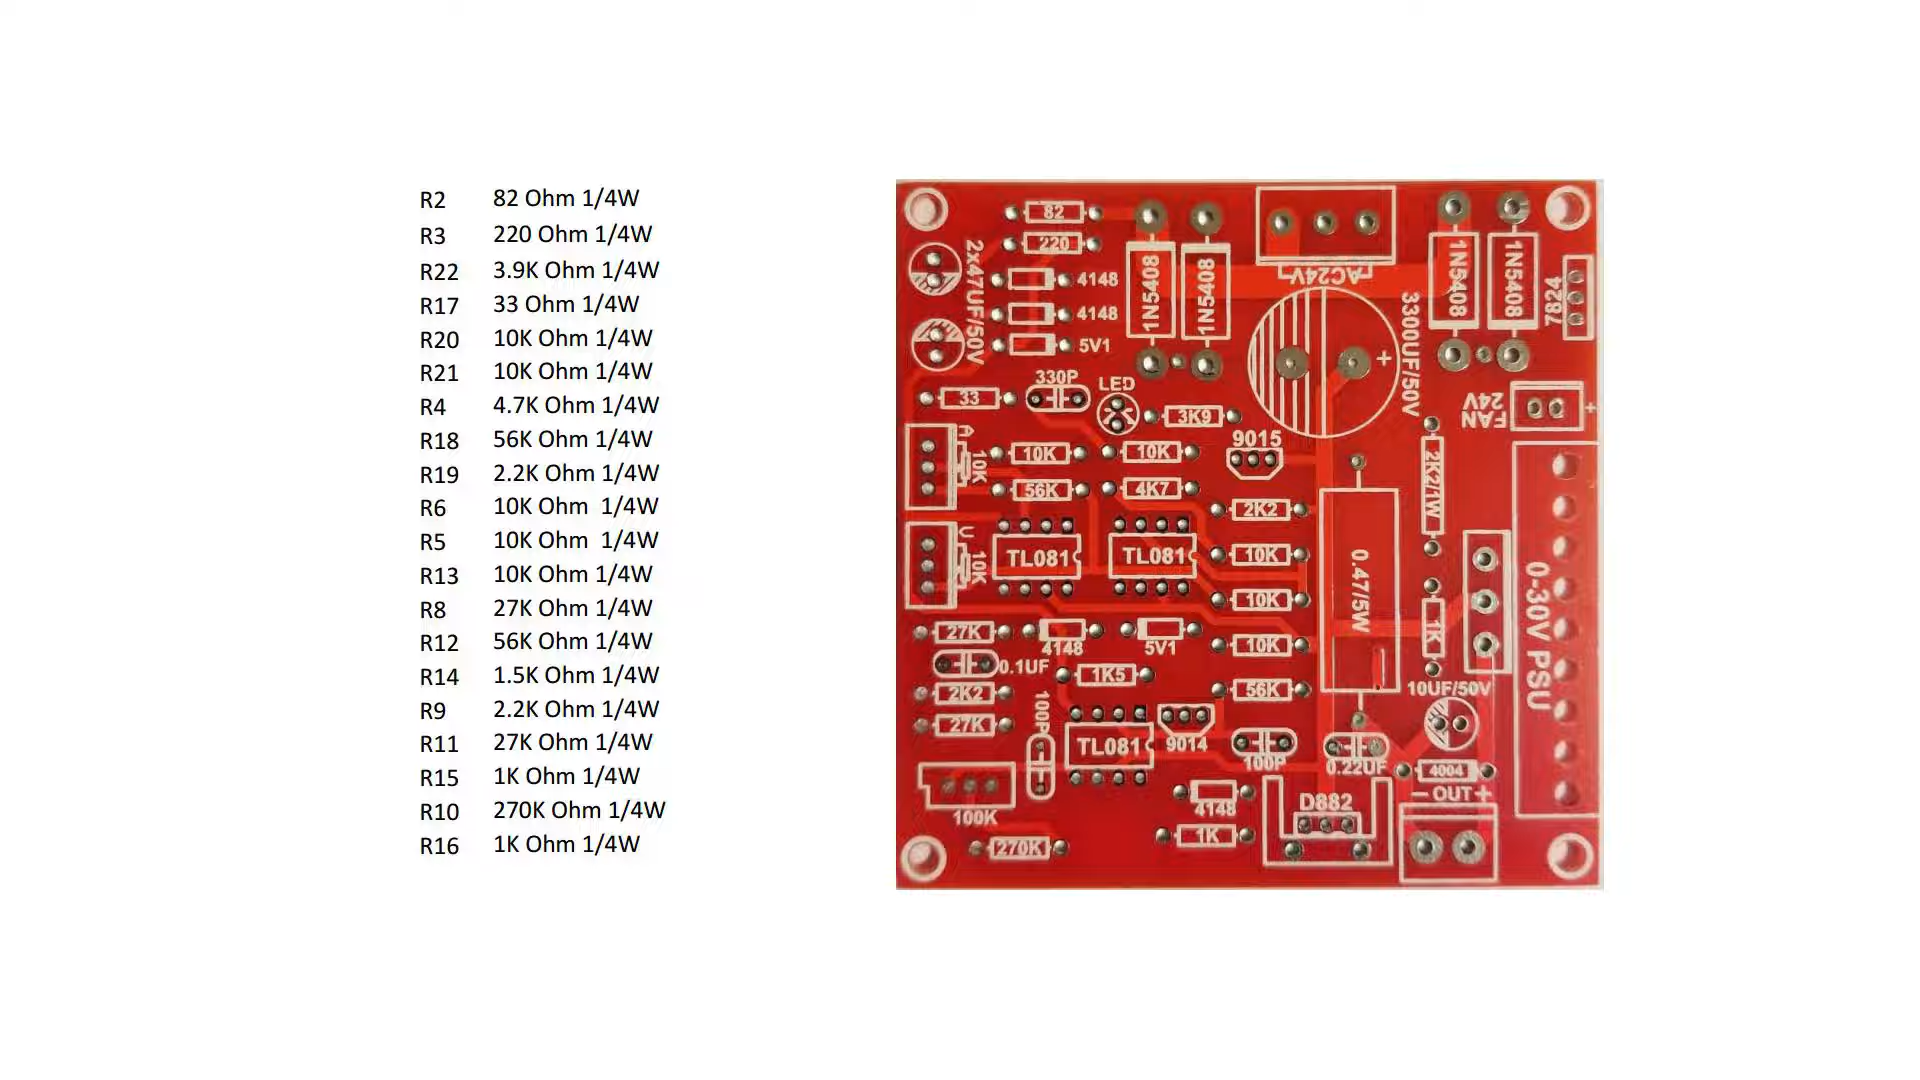 R2 82 Ohm 1/4W
R3 220 Ohm 1/4W
R22 3.9K Ohm 1/4W
R17 33 Ohm 1/4W
R20 10K Ohm 1/4W
R21 10K Ohm 1/4W
R4 4.7K Ohm 1/4W
R18 56K Ohm 1/4W
R19 2.2K Ohm 1/4W
R6 10K Ohm  1/4W
R5 10K Ohm  1/4W
R13 10K Ohm 1/4W
R8 27K Ohm 1/4W
R12 56K Ohm 1/4W
R14 1.5K Ohm 1/4W
R9 2.2K Ohm 1/4W
R11 27K Ohm 1/4W
R15 1K Ohm 1/4W
R10 270K Ohm 1/4W
R16 1K Ohm 1/4W
82
220
2x47UF/50V
4148
4148
5V1
1N5408
1N5408
AC24V
3300UF/50V
+
1N5408
1N5408
7824
330P
LED
33
3K9
FAN
24V
+
A
10K
10K
10K
9015
56K
4K7
2K2
2K2/1W
V
10K
TL081
TL081
10K
10K
0.47/5W
1K
0-30V PSU
27K
4148
5V1
10K
0.1UF
1K5
56K
2K2
100P
10UF/50V
27K
TL081
9014
100P
0.22UF
4004
100K
4148
D882
— OUT +
270K
1K